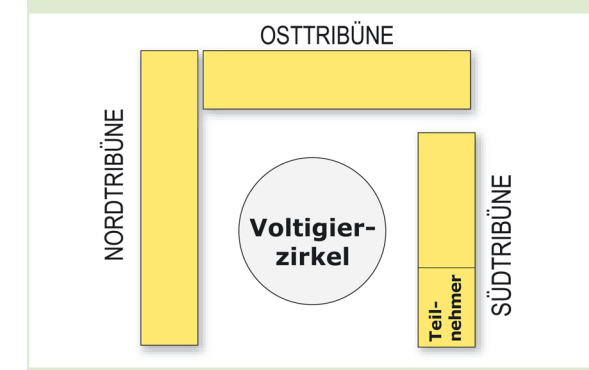 OSTTRIBÜNE
NORDTRIBÜNE
Voltigier-
zirkel
SÜDTRIBÜNE
Teil-
nehmer